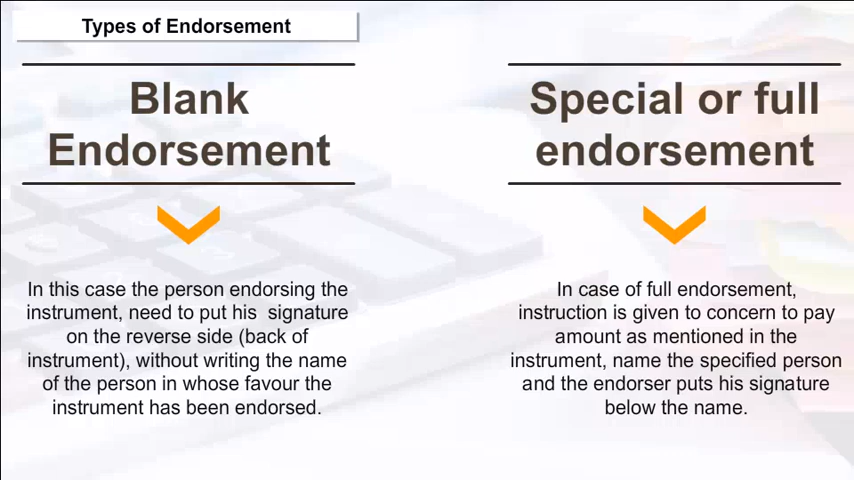 Types of Endorsement
Blank
Endorsement
In this case the person endorsing the
instrument, need to put his signature
on the reverse side (back of
instrument), without writing the name
of the person in whose favour the
instrument has been endorsed.
Special or full
endorsement
In case of full endorsement,
instruction is given to concern to pay
amount as mentioned in the
instrument, name the specified person
and the endorser puts his signature
below the name.